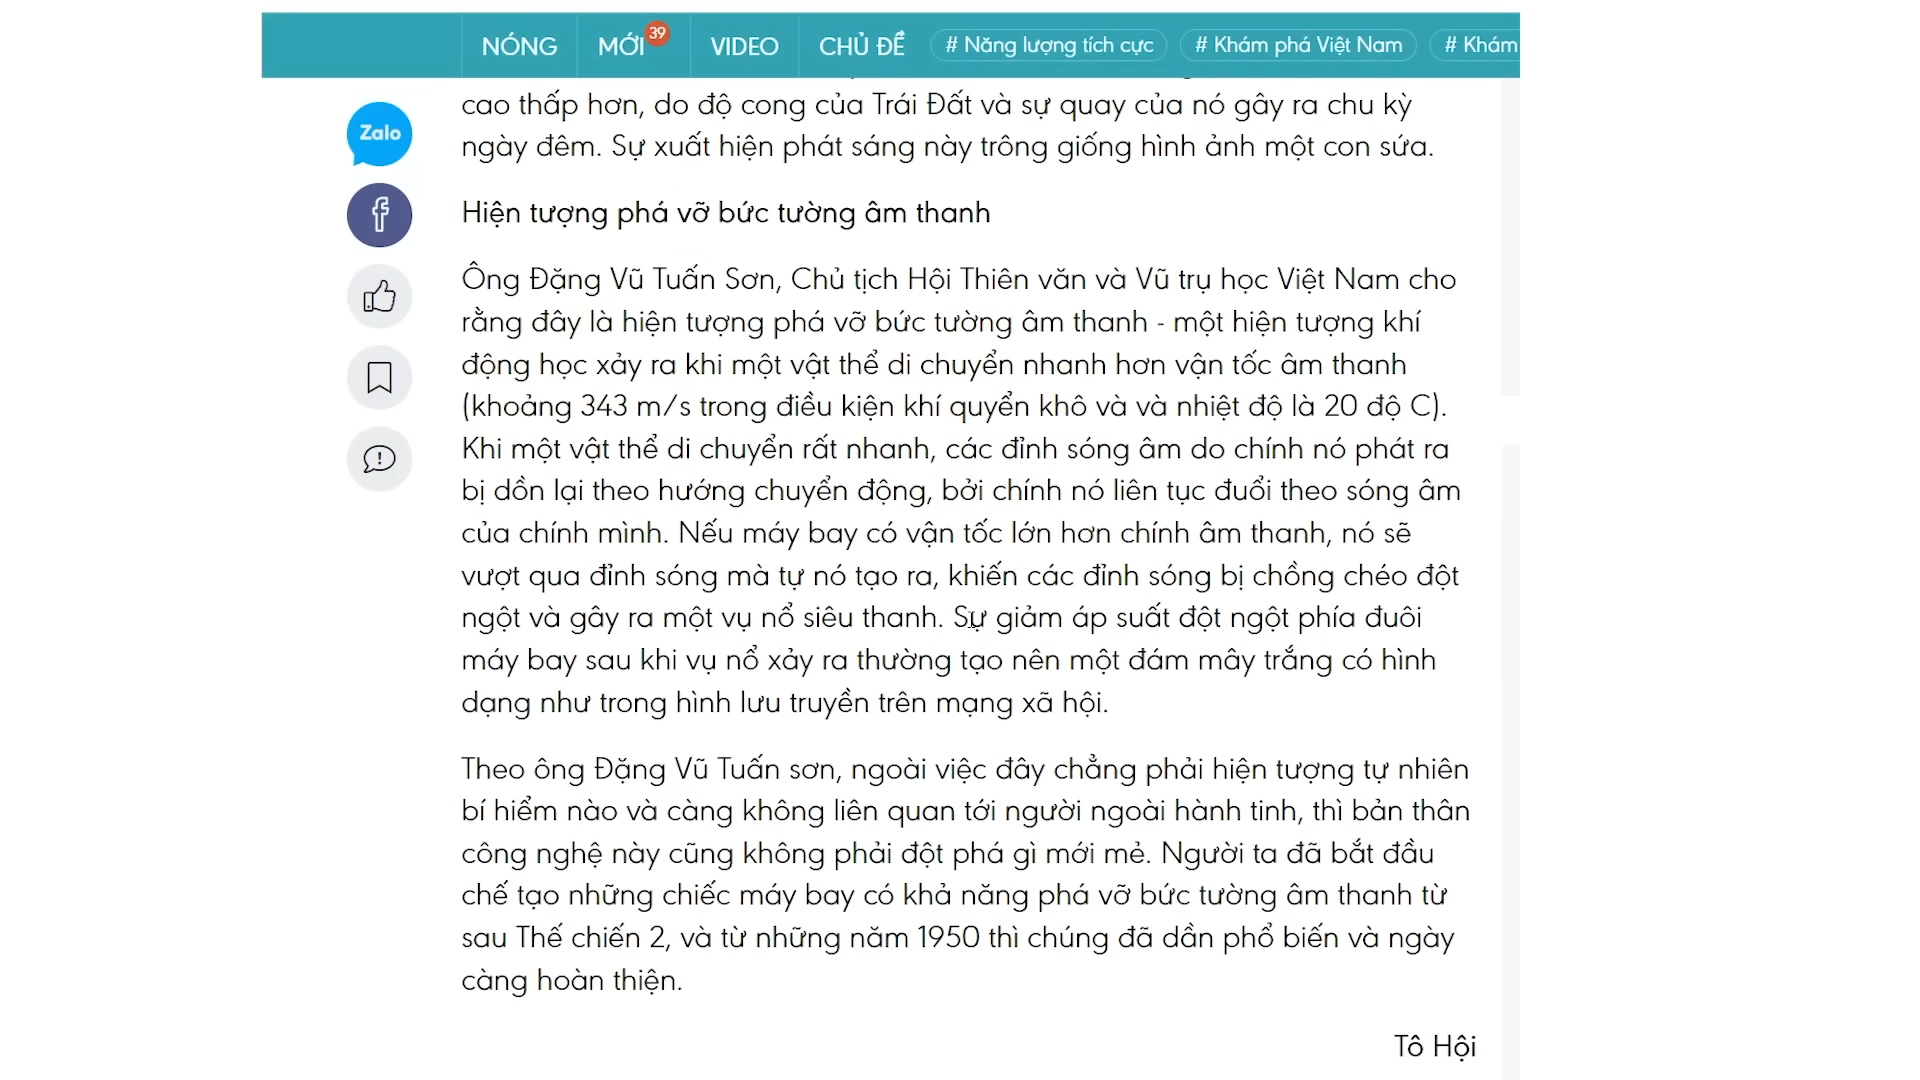 NÓNG MỚI 39 VIDEO CHỦ ĐỀ # Năng lượng tích cực # Khám phá Việt Nam # Khám
cao thấp hơn, do độ cong của Trái Đất và sự quay của nó gây ra chu kỳ
ngày đêm. Sự xuất hiện phát sáng này trông giống hình ảnh một con sứa.
Zalo
Hiện tượng phá vỡ bức tường âm thanh
Ông Đặng Vũ Tuấn Sơn, Chủ tịch Hội Thiên văn và Vũ trụ học Việt Nam cho
rằng đây là hiện tượng phá vỡ bức tường âm thanh - một hiện tượng khí
động học xảy ra khi một vật thể di chuyển nhanh hơn vận tốc âm thanh
(khoảng 343 m/s trong điều kiện khí quyển khô và và nhiệt độ là 20 độ C).
Khi một vật thể di chuyển rất nhanh, các đỉnh sóng âm do chính nó phát ra
bị dồn lại theo hướng chuyển động, bởi chính nó liên tục đuổi theo sóng âm
của chính mình. Nếu máy bay có vận tốc lớn hơn chính âm thanh, nó sẽ
vượt qua đỉnh sóng mà tự nó tạo ra, khiến các đỉnh sóng bị chồng chéo đột
ngột và gây ra một vụ nổ siêu thanh. Sự giảm áp suất đột ngột phía đuôi
máy bay sau khi vụ nổ xảy ra thường tạo nên một đám mây trắng có hình
dạng như trong hình lưu truyền trên mạng xã hội.
Theo ông Đặng Vũ Tuấn sơn, ngoài việc đây chẳng phải hiện tượng tự nhiên
bí hiểm nào và càng không liên quan tới người ngoài hành tinh, thì bản thân
công nghệ này cũng không phải đột phá gì mới mẻ. Người ta đã bắt đầu
chế tạo những chiếc máy bay có khả năng phá vỡ bức tường âm thanh từ
sau Thế chiến 2, và từ những năm 1950 thì chúng đã dần phổ biến và ngày
càng hoàn thiện.
Tô Hội